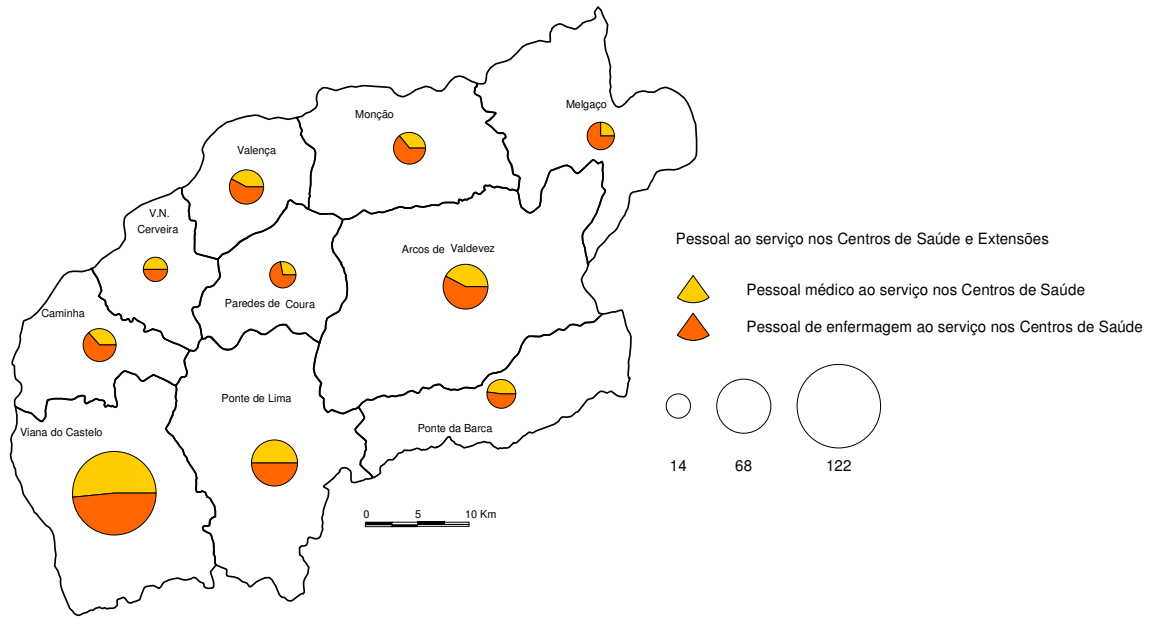 Melgaço
Monção
Valença
V.N.
Cerveira
Arcos de Valdevez
Paredes de Coura
Caminha
Ponte de Lima
Ponte da Barca
Viana do Castelo
0 5 10 Km
Pessoal ao serviço nos Centros de Saúde e Extensões
Pessoal médico ao serviço nos Centros de Saúde
Pessoal de enfermagem ao serviço nos Centros de Saúde
14 68 122